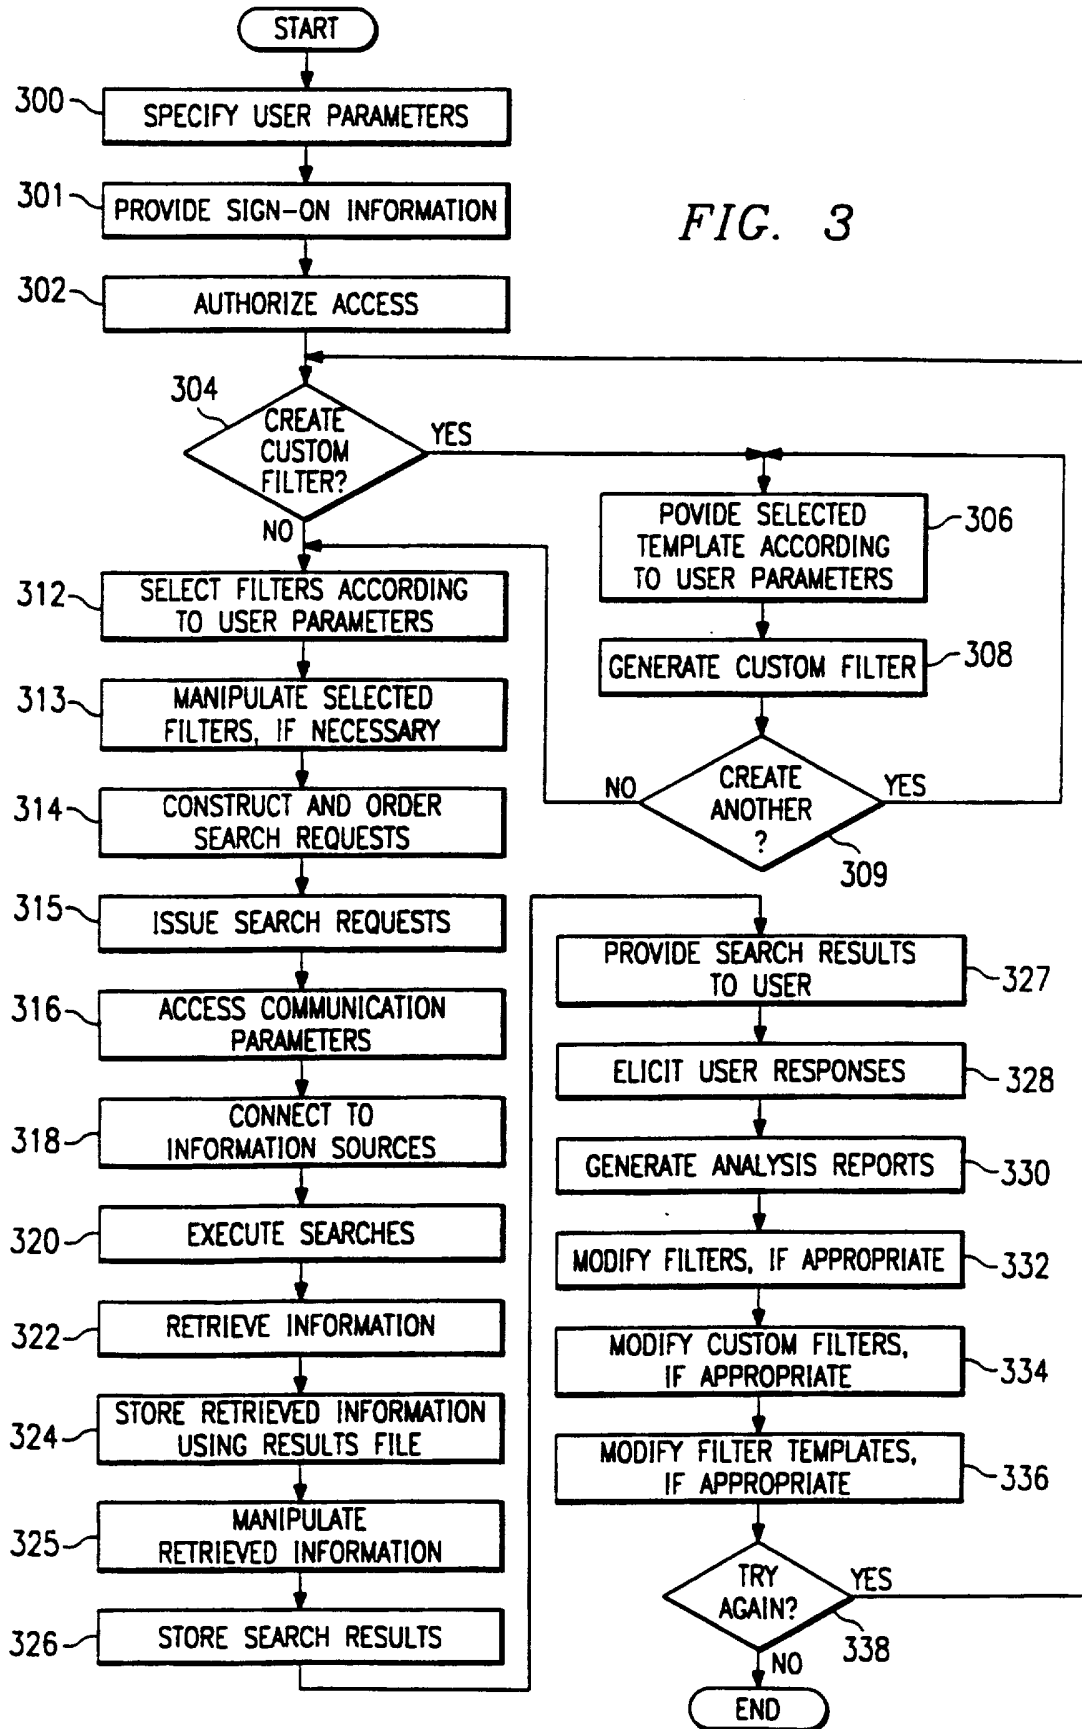 START
300
SPECIFY USER PARAMETERS
301
PROVIDE SIGN-ON INFORMATION
FIG. 3
302
AUTHORIZE ACCESS
304
CREATE
CUSTOM
FILTER?
YES
NO
POVIDE SELECTED
TEMPLATE ACCORDING
TO USER PARAMETERS
306
GENERATE CUSTOM FILTER
308
CREATE
ANOTHER
?
NO
YES
309
312
SELECT FILTERS ACCORDING
TO USER PARAMETERS
313
MANIPULATE SELECTED
FILTERS, IF NECESSARY
314
CONSTRUCT AND ORDER
SEARCH REQUESTS
315
ISSUE SEARCH REQUESTS
316
ACCESS COMMUNICATION
PARAMETERS
318
CONNECT TO
INFORMATION SOURCES
320
EXECUTE SEARCHES
322
RETRIEVE INFORMATION
324
STORE RETRIEVED INFORMATION
USING RESULTS FILE
325
MANIPULATE
RETRIEVED INFORMATION
326
STORE SEARCH RESULTS
PROVIDE SEARCH RESULTS
TO USER
327
ELICIT USER RESPONSES
328
GENERATE ANALYSIS REPORTS
330
MODIFY FILTERS, IF APPROPRIATE
332
MODIFY CUSTOM FILTERS,
IF APPROPRIATE
334
MODIFY FILTER TEMPLATES,
IF APPROPRIATE
336
TRY
AGAIN?
YES
338
NO
END